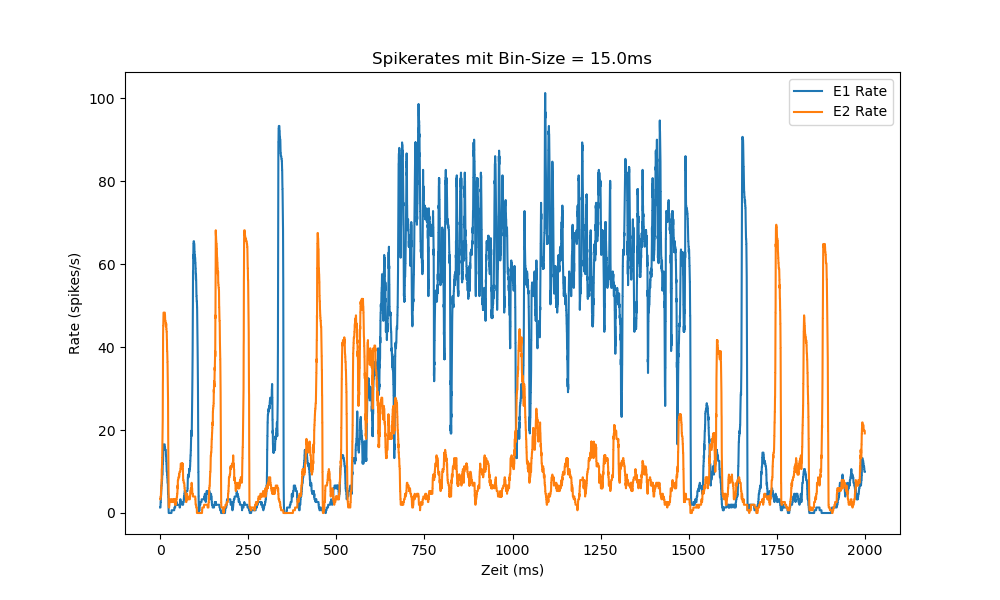 Spikerates mit Bin-Size = 15.0ms
E1 Rate
E2 Rate
Rate (spikes/s)
100
80
60
40
20
0
0 250 500 750 1000 1250 1500 1750 2000
Zeit (ms)